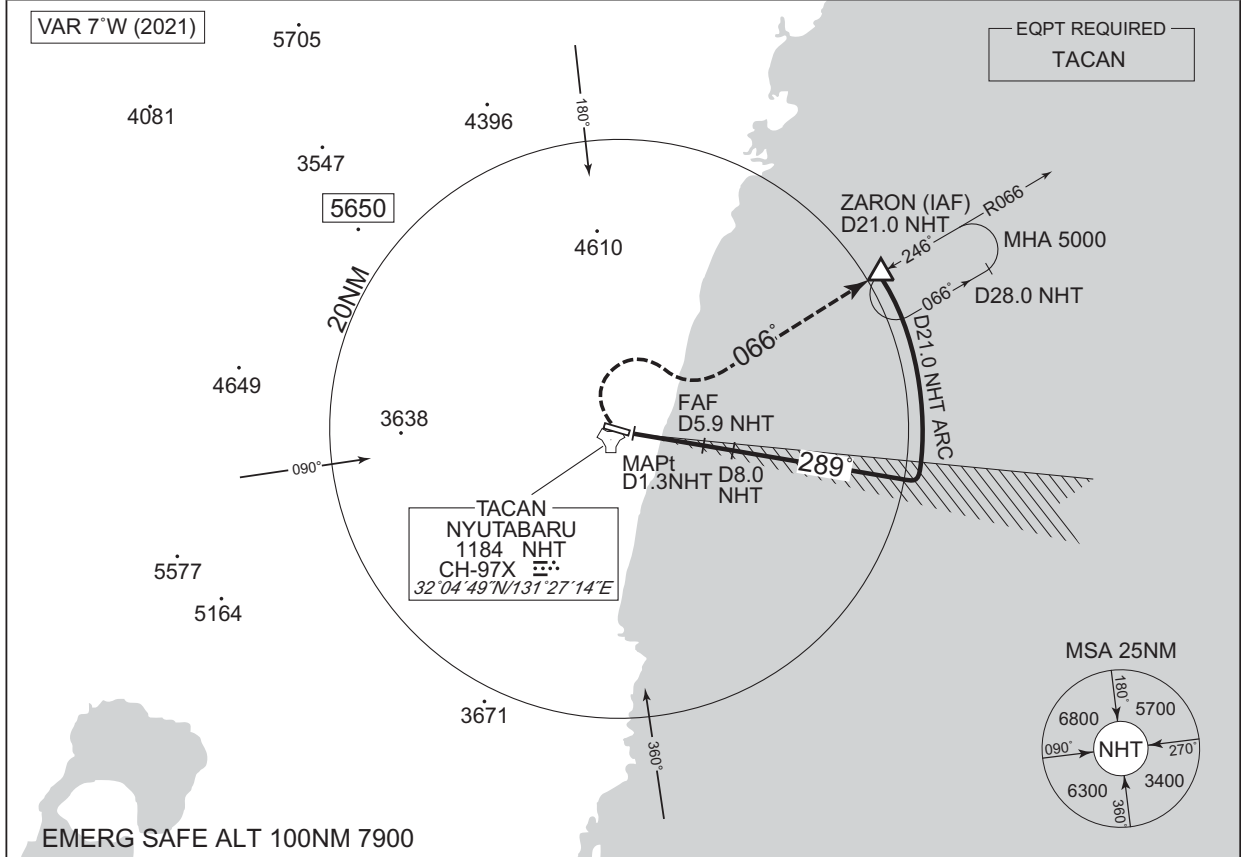 VAR 7°W (2021)
5705
EQPT REQUIRED
TACAN
4081
4396
180°
3547
5650
ZARON (IAF)
D21.0 NHT
R066
246°
MHA 5000
4610
20NM
066°
D28.0 NHT
D21.0 NHT ARC
066°
4649
3638
FAF
D5.9 NHT
090°
MAPt
D1.3NHT
D8.0
NHT
289°
TACAN
NYUTABARU
1184 NHT
CH-97X
32°04´49˝N/131°27´14˝E
5577
5164
3671
360°
MSA 25NM
180°
6800
5700
090°
NHT
270°
6300
3400
360°
EMERG SAFE ALT 100NM 7900